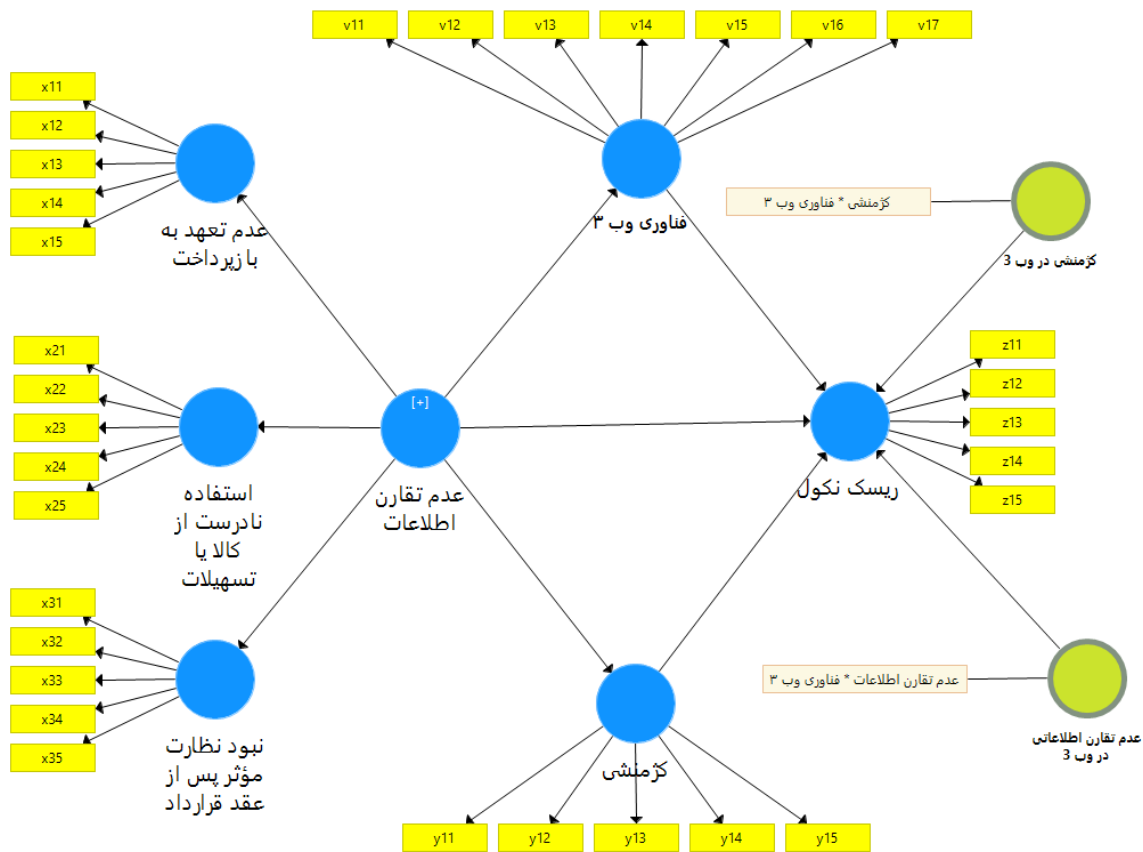 v11
v12
v13
v14
v15
v16
v17
x11
x12
x13
x14
x15
عدم تعهد به
بازپرداخت
فناوری وب ۳
کژمنشی * فناوری وب ۳
کژمنشی در وب 3
x21
x22
x23
x24
x25
استفاده
نادرست از
کالا یا
تسهیلات
[+]
عدم تقارن
اطلاعات
ریسک نکول
z11
z12
z13
z14
z15
x31
x32
x33
x34
x35
نبود نظارت
مؤثر پس از
عقد قرارداد
کژمنشی
عدم تقارن اطلاعات * فناوری وب ۳
عدم تقارن اطلاعاتی
در وب 3
y11
y12
y13
y14
y15